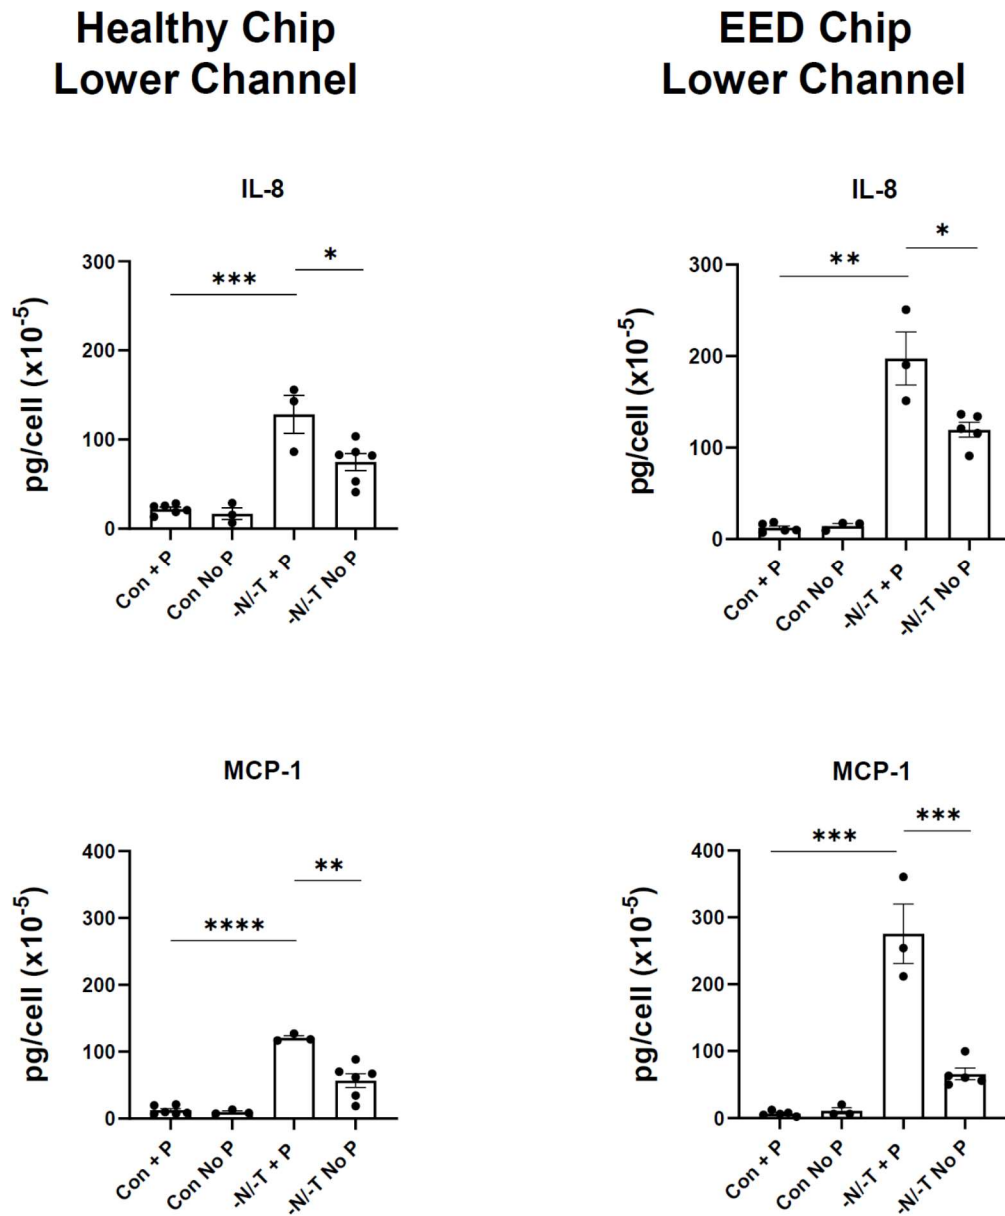 Healthy Chip
Lower Channel
EED Chip
Lower Channel
IL-8
pg/cell (x10⁻⁵)
300
200
100
0
***
*
Con + P
Con No P
-N/-T + P
-N/-T No P
IL-8
pg/cell (x10⁻⁵)
300
200
100
0
**
*
Con + P
Con No P
-N/-T + P
-N/-T No P
MCP-1
pg/cell (x10⁻⁵)
400
300
200
100
0
****
**
Con + P
Con No P
-N/-T + P
-N/-T No P
MCP-1
pg/cell (x10⁻⁵)
400
300
200
100
0
***
***
Con + P
Con No P
-N/-T + P
-N/-T No P